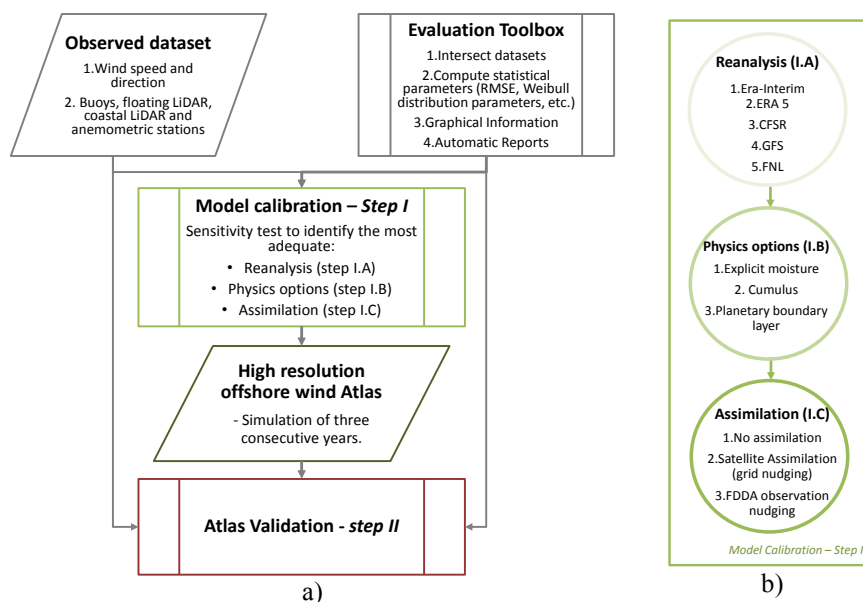 Observed dataset
1.Wind speed and
direction
2. Buoys, floating LiDAR,
coastal LiDAR and
anemometric stations
Evaluation Toolbox
1.Intersect datasets
2.Compute statistical
parameters (RMSE, Weibull
distribution parameters, etc.)
3.Graphical Information
4.Automatic Reports
Model calibration – Step I
Sensitivity test to identify the most
adequate:
• Reanalysis (step I.A)
• Physics options (step I.B)
• Assimilation (step I.C)
High resolution
offshore wind Atlas
- Simulation of three
consecutive years.
Atlas Validation - step II
a)
Reanalysis (I.A)
1.Era-Interim
2.ERA 5
3.CFSR
4.GFS
5.FNL
Physics options (I.B)
1.Explicit moisture
2. Cumulus
3.Planetary boundary
layer
Assimilation (I.C)
1.No assimilation
2.Satellite Assimilation
(grid nudging)
3.FDDA observation
nudging
Model Calibration – Step I
b)